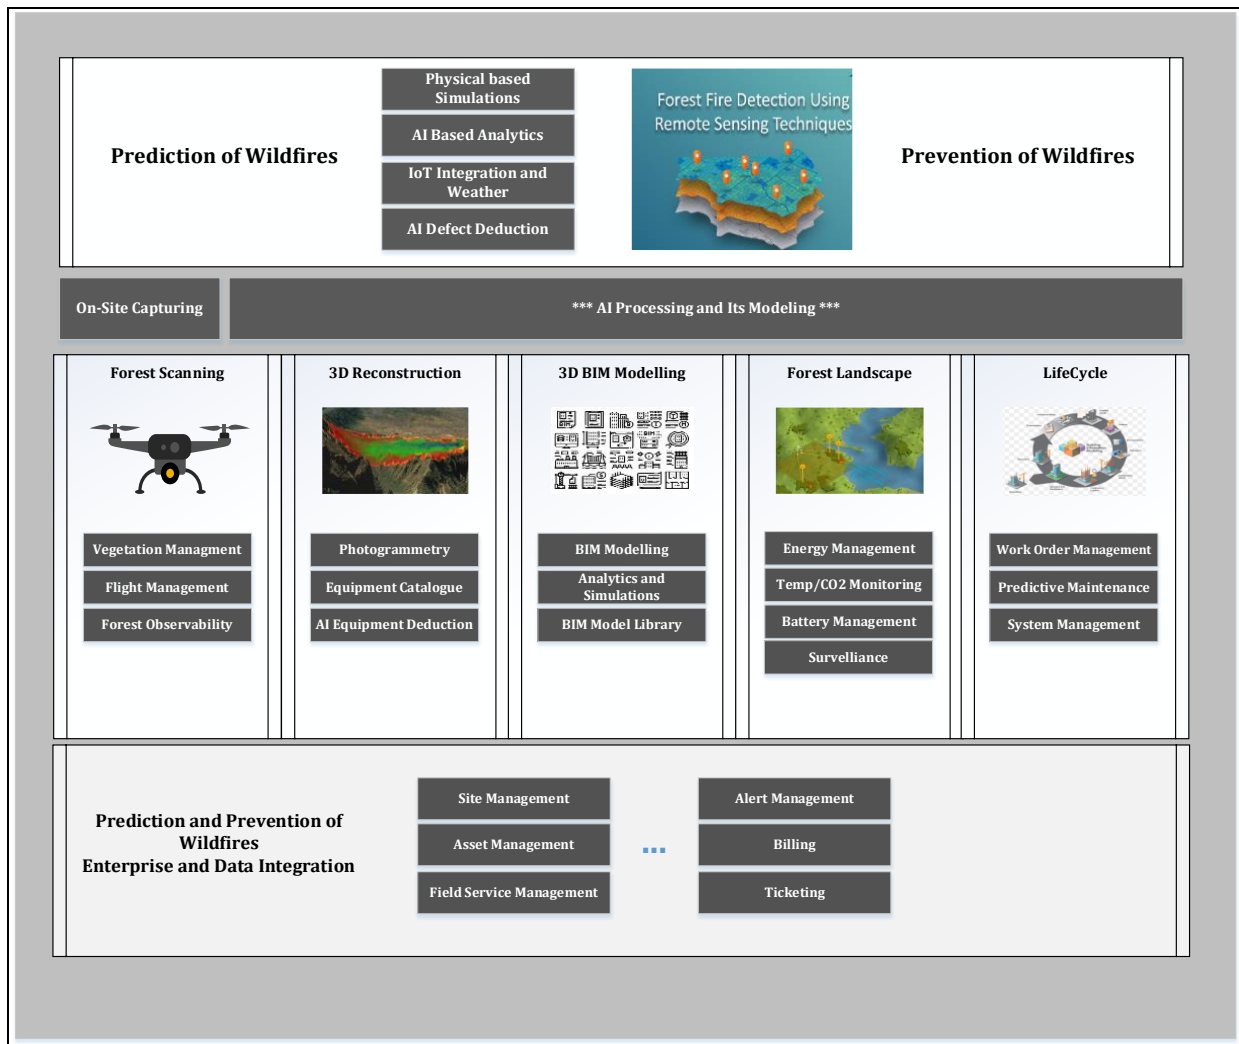 Prediction of Wildfires
Physical based
Simulations
AI Based Analytics
IoT Integration and
Weather
AI Defect Deduction
Forest Fire Detection Using
Remote Sensing Techniques
Prevention of Wildfires
On-Site Capturing
*** AI Processing and Its Modeling ***
Forest Scanning
Vegetation Managment
Flight Management
Forest Observability
3D Reconstruction
Photogrammetry
Equipment Catalogue
AI Equipment Deduction
3D BIM Modelling
BIM Modelling
Analytics and
Simulations
BIM Model Library
Forest Landscape
Energy Management
Temp/CO2 Monitoring
Battery Management
Survelliance
LifeCycle
Work Order Management
Predictive Maintenance
System Management
Prediction and Prevention of
Wildfires
Enterprise and Data Integration
Site Management
Asset Management
Field Service Management
...
Alert Management
Billing
Ticketing